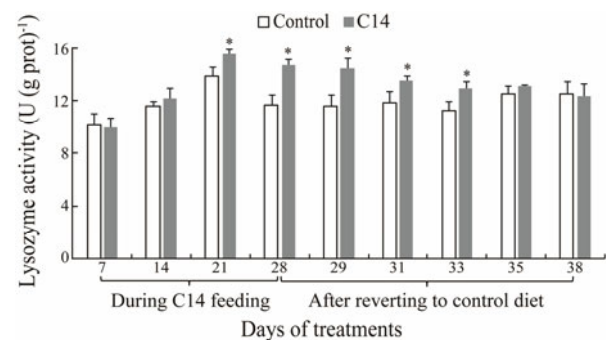 Control C14
Lysozyme activity (U (g prot)-1)
16
12
8
4
0
* * * * *
7 14 21 28 29 31 33 35 38
During C14 feeding After reverting to control diet
Days of treatments